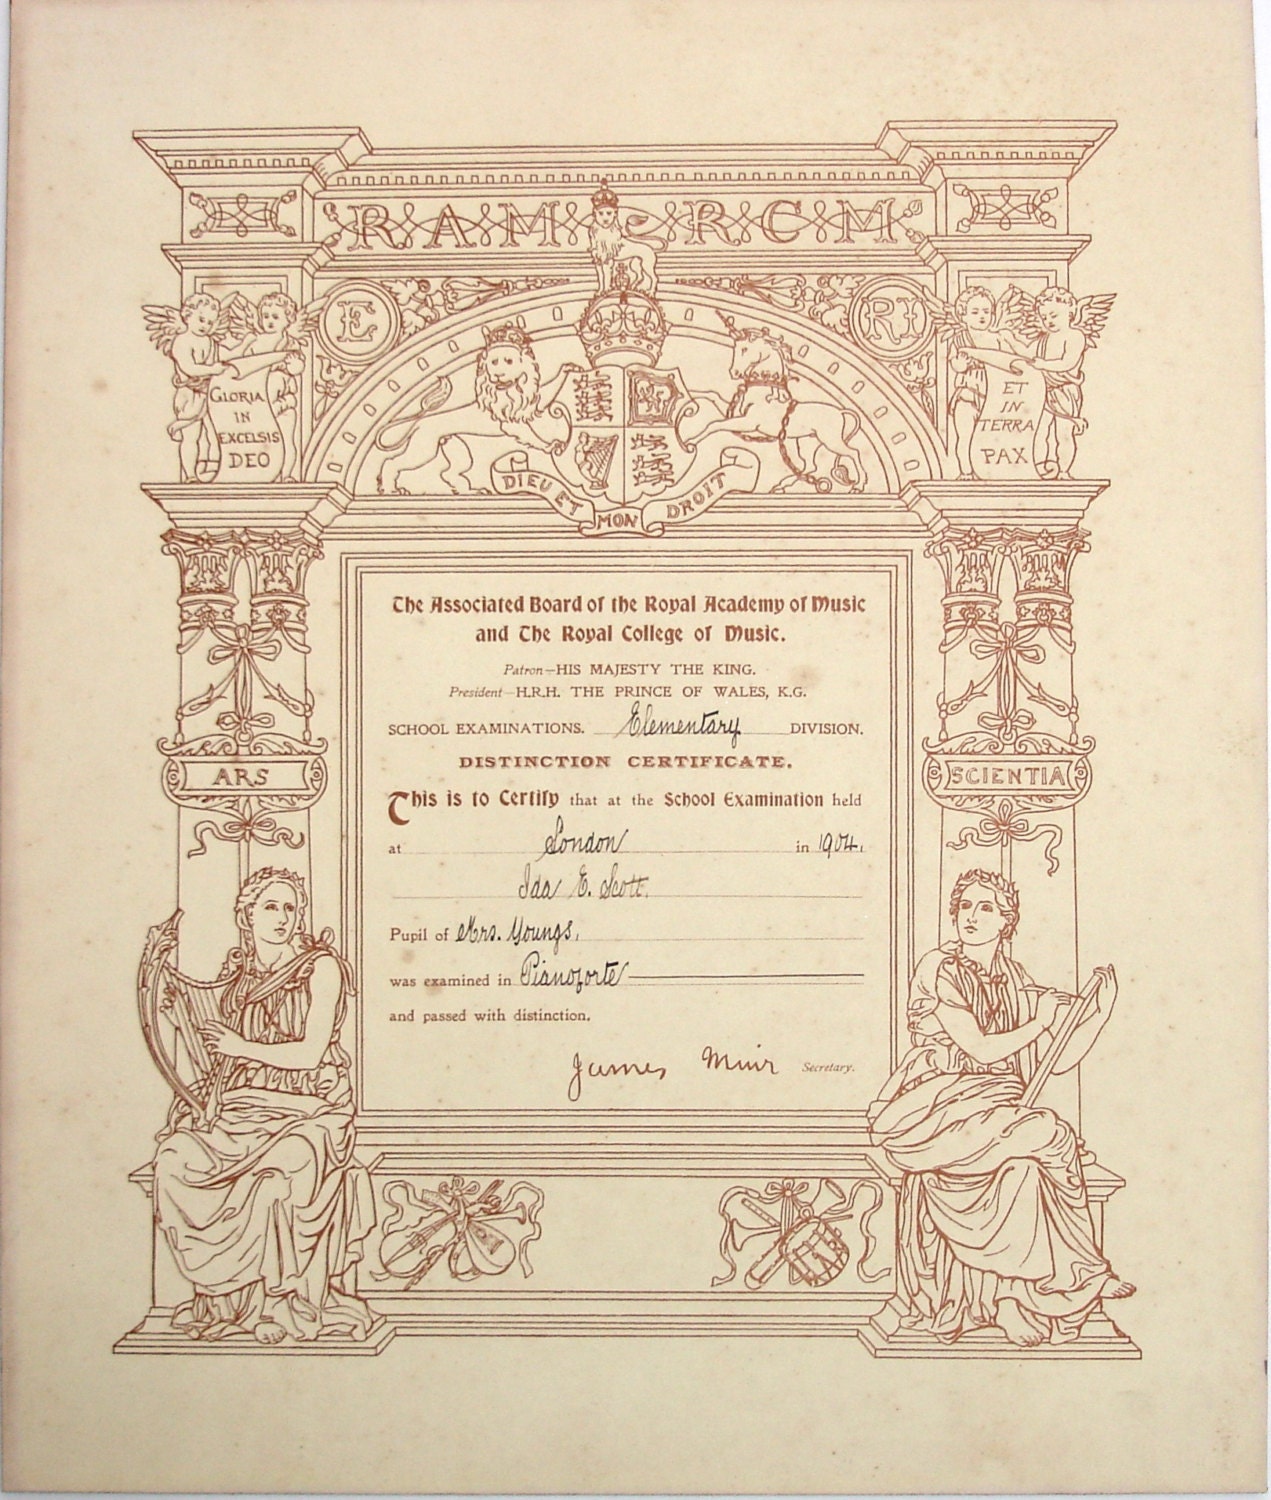 RAM RCM
E RI
GLORIA
IN
EXCELSIS
DEO
ET
IN
TERRA
PAX
DIEU ET MON DROIT
The Associated Board of the Royal Academy of Music
and The Royal College of Music.
Patron—HIS MAJESTY THE KING.
President—H.R.H. THE PRINCE OF WALES, K.G.
SCHOOL EXAMINATIONS. Elementary DIVISION.
DISTINCTION CERTIFICATE.
ARS
SCIENTIA
This is to Certify that at the School Examination held
at London in 1904.
Ida E. Scott.
Pupil of Mrs. Youngs.
was examined in Pianoforte
and passed with distinction.
James Muir Secretary.